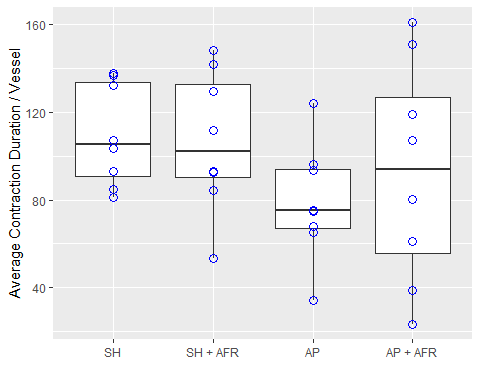 Average Contraction Duration / Vessel
160
120
80
40
SH
SH + AFR
AP
AP + AFR